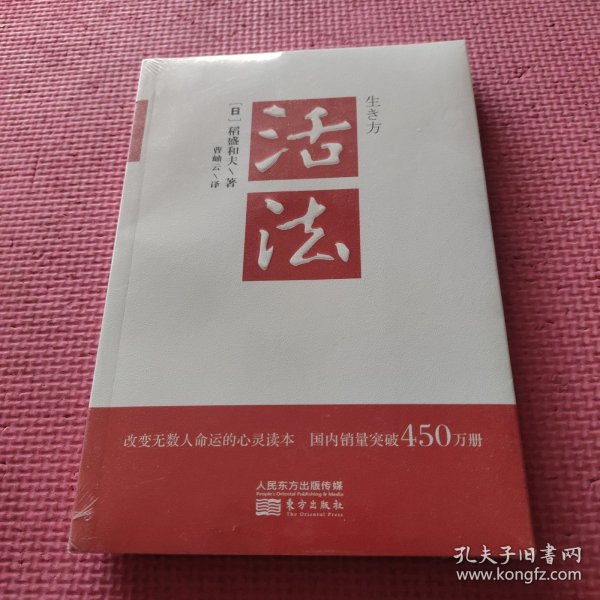 生き方
活法
[日]稻盛和夫\著
曹岫云\译
改变无数人命运的心灵读本 国内销量突破450万册
人民东方出版传媒
People's Oriental Publishing & Media
东方出版社
The Oriental Press
孔夫子旧书网
www.kongfz.com